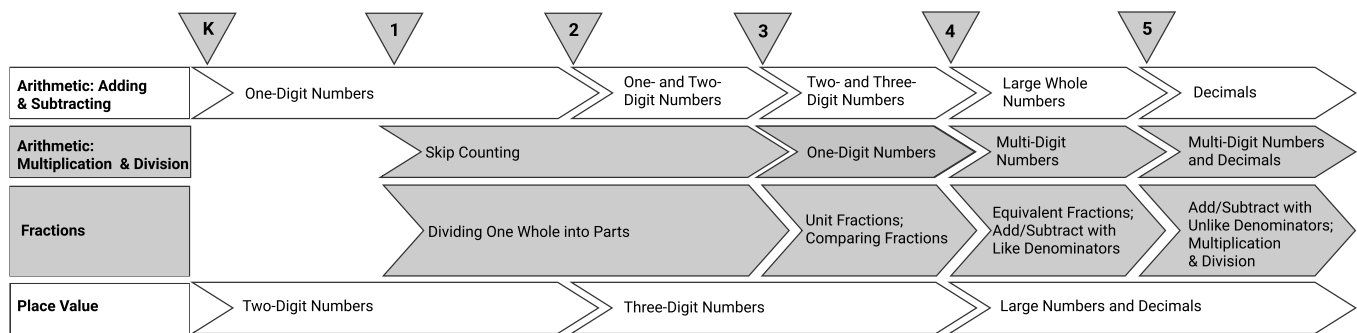 K
1
2
3
4
5
Arithmetic: Adding
& Subtracting
One-Digit Numbers
One- and Two-
Digit Numbers
Two- and Three-
Digit Numbers
Large Whole
Numbers
Decimals
Arithmetic:
Multiplication & Division
Skip Counting
One-Digit Numbers
Multi-Digit
Numbers
Multi-Digit Numbers
and Decimals
Fractions
Dividing One Whole into Parts
Unit Fractions;
Comparing Fractions
Equivalent Fractions;
Add/Subtract with
Like Denominators
Add/Subtract with
Unlike Denominators;
Multiplication
& Division
Place Value
Two-Digit Numbers
Three-Digit Numbers
Large Numbers and Decimals